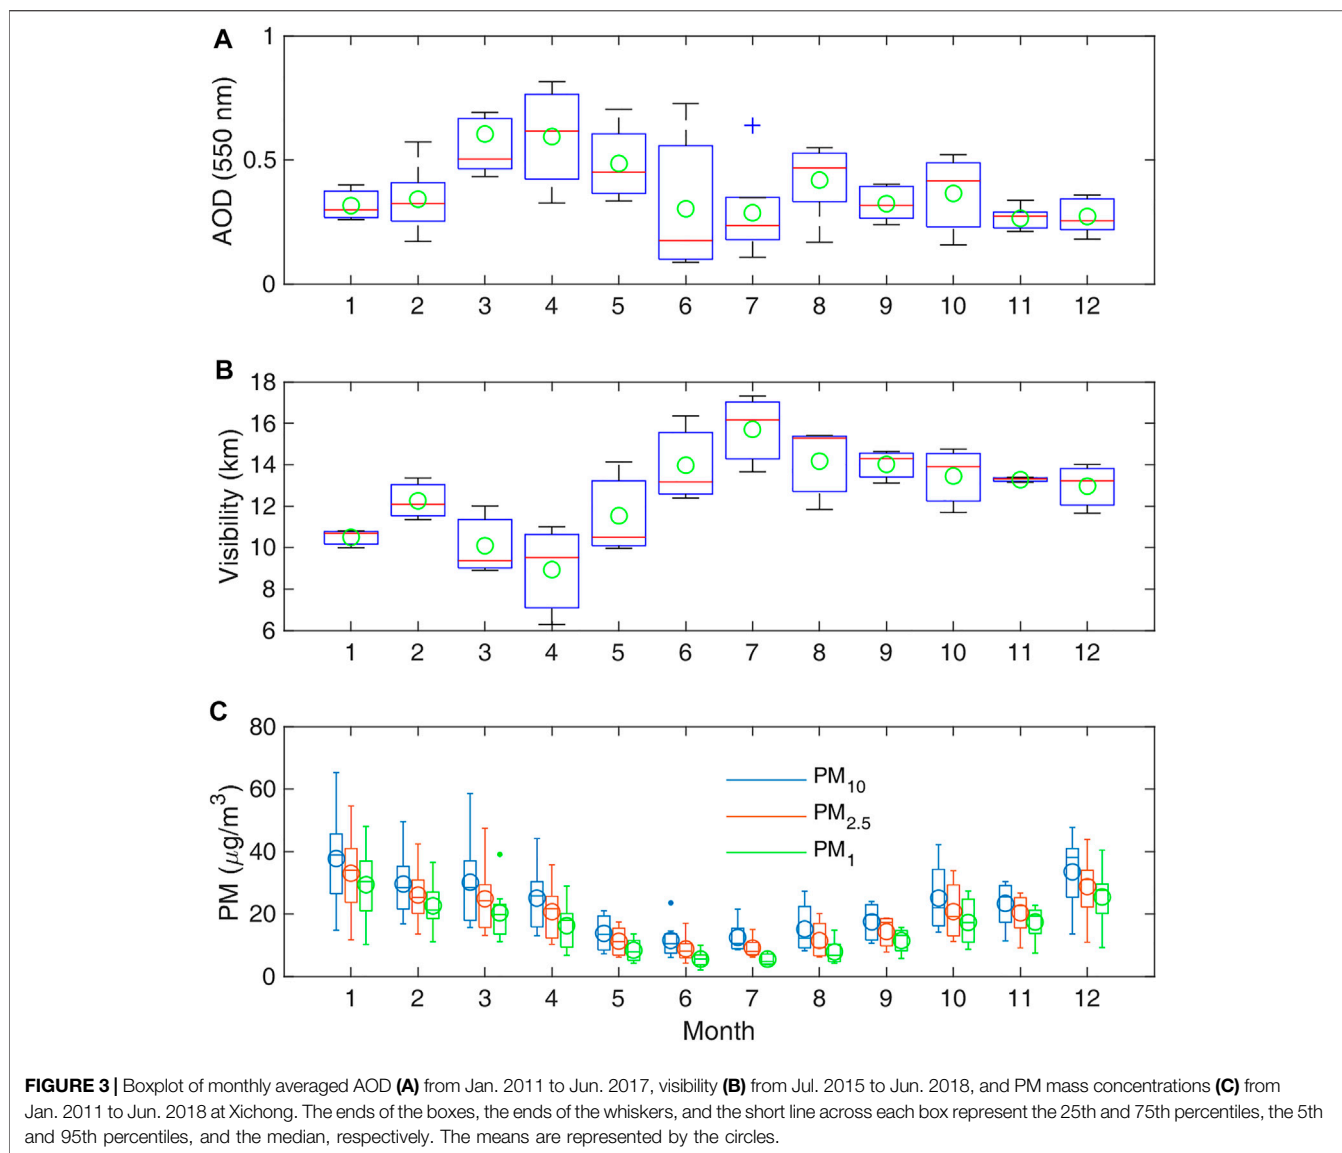 A
1
0.5
0
AOD (550 nm)
1 2 3 4 5 6 7 8 9 10 11 12
B
18
16
14
12
10
8
6
Visibility (km)
1 2 3 4 5 6 7 8 9 10 11 12
C
80
60
40
20
0
PM (μg/m³)
PM₁₀
PM₂.₅
PM₁
1 2 3 4 5 6 7 8 9 10 11 12
Month
FIGURE 3 | Boxplot of monthly averaged AOD (A) from Jan. 2011 to Jun. 2017, visibility (B) from Jul. 2015 to Jun. 2018, and PM mass concentrations (C) from
Jan. 2011 to Jun. 2018 at Xichong. The ends of the boxes, the ends of the whiskers, and the short line across each box represent the 25th and 75th percentiles, the 5th
and 95th percentiles, and the median, respectively. The means are represented by the circles.